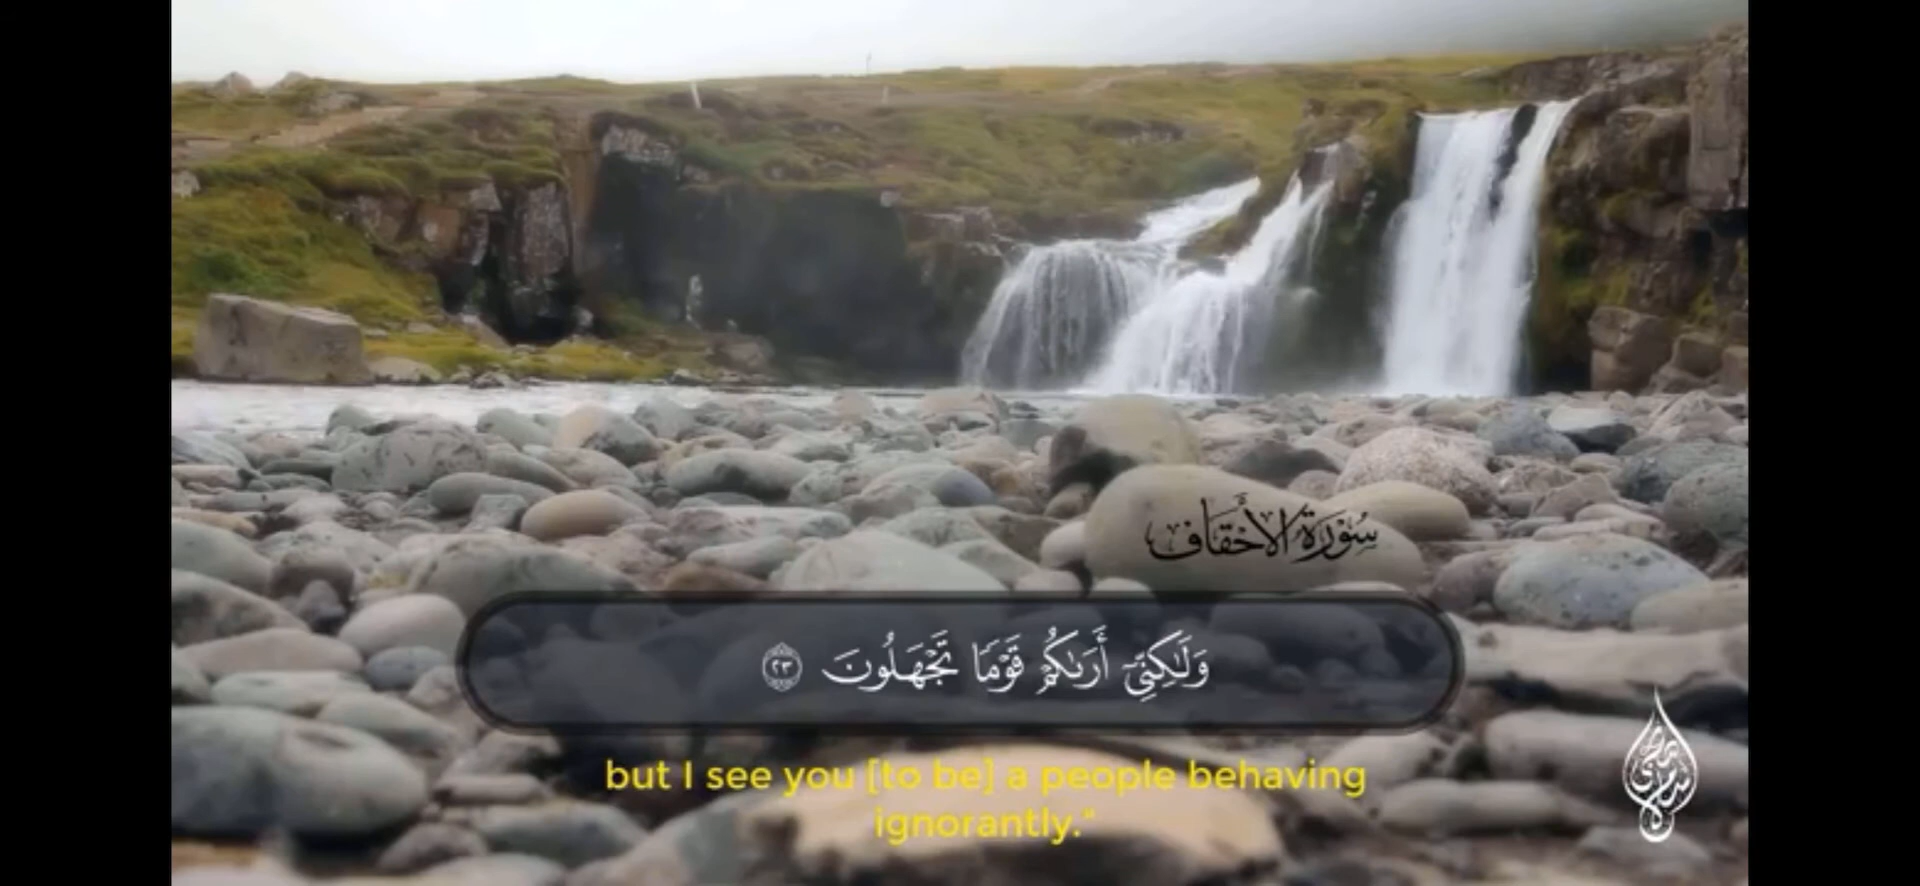 سُورَةُ الأَحْقَاف
وَلَٰكِنِّىٓ أَرَىٰكُمْ قَوْمًا تَجْهَلُونَ ٢٣
but I see you [to be] a people behaving
ignorantly."